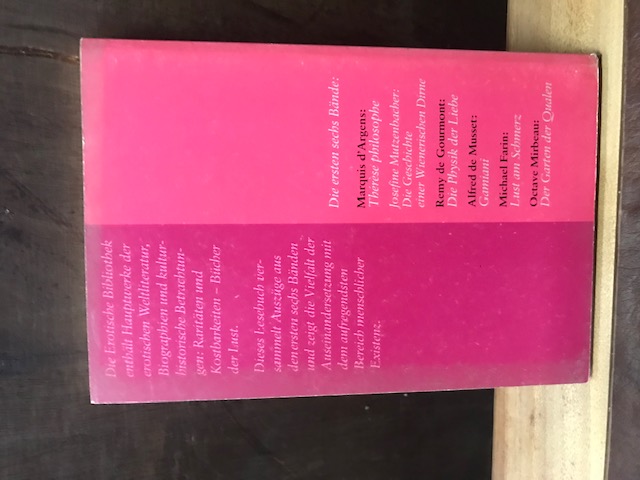 Die Erotische Bibliothek
enthält Hauptwerke der
erotischen Weltliteratur,
Biographien und kultur-
historische Betrachtun-
gen: Raritäten und
Kostbarkeiten – Bücher
der Lust.
Dieses Lesebuch ver-
sammelt Auszüge aus
den ersten sechs Bänden
und zeigt die Vielfalt der
Auseinandersetzung mit
dem aufregendsten
Bereich menschlicher
Existenz.
Die ersten sechs Bände:
Marquis d'Argens:
Therese philosophe
Josefine Mutzenbacher:
Die Geschichte
einer Wienerischen Dirne
Remy de Gourmont:
Die Physik der Liebe
Alfred de Musset:
Gamiani
Michael Farin:
Lust am Schmerz
Octave Mirbeau:
Der Garten der Qualen